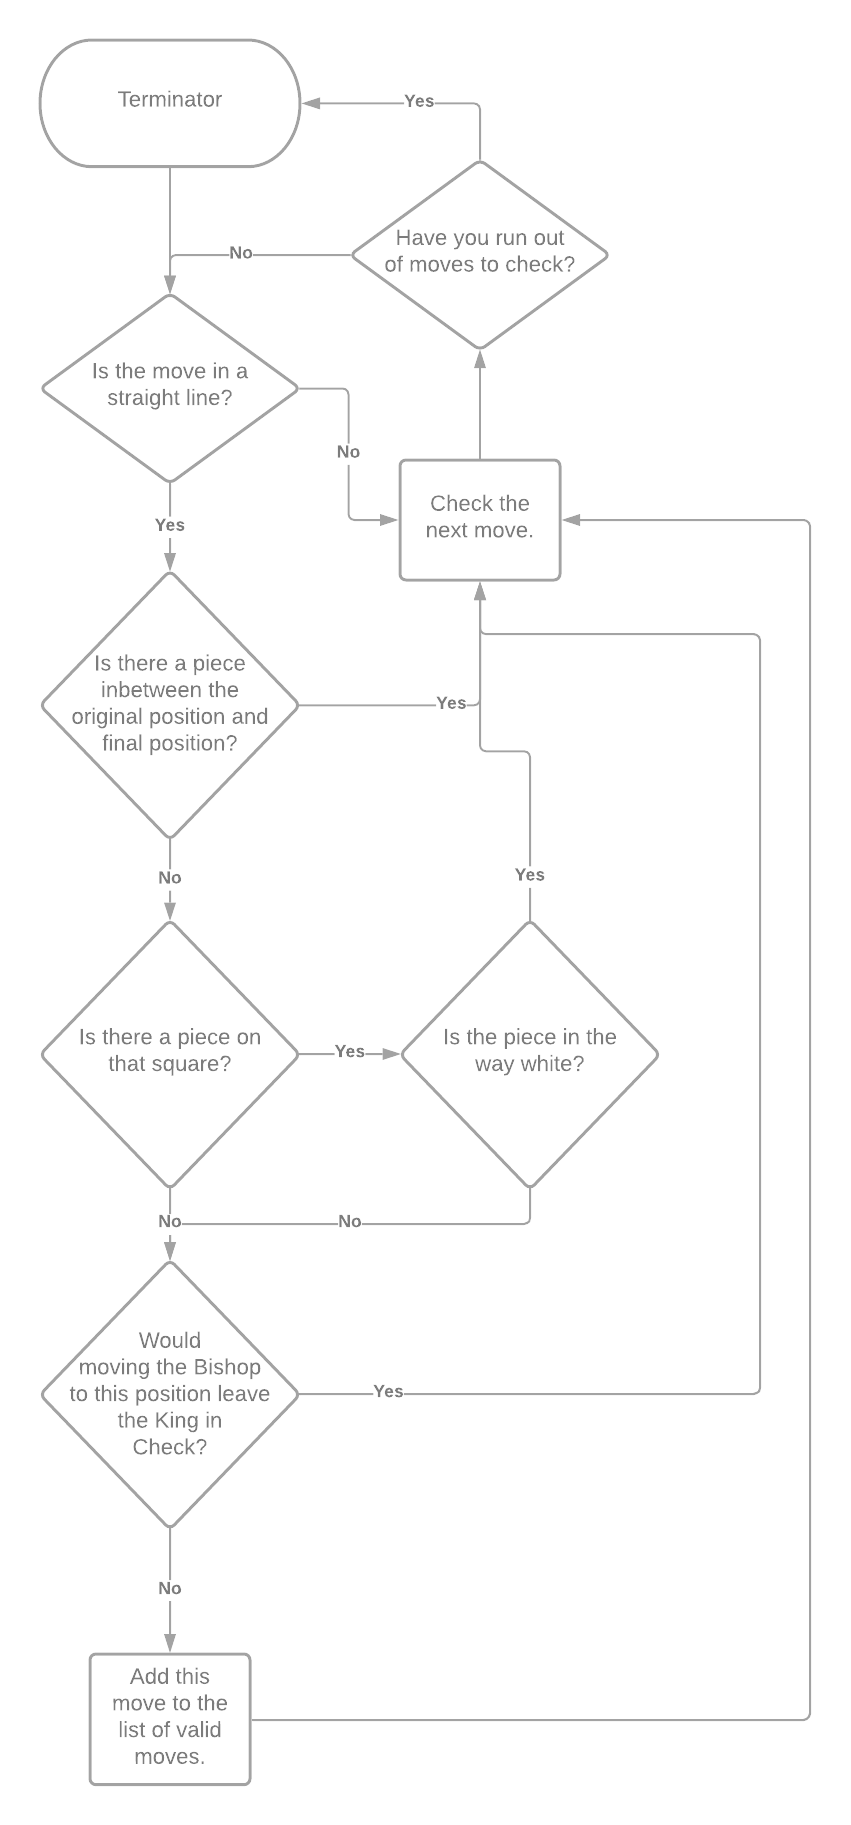 Terminator
Yes
Have you run out
of moves to check?
No
Is the move in a
straight line?
No
Check the
next move.
Yes
Is there a piece
inbetween the
original position and
final position?
Yes
No
Yes
Is there a piece on
that square?
Yes
Is the piece in the
way white?
No
No
Would
moving the Bishop
to this position leave
the King in
Check?
Yes
No
Add this
move to the
list of valid
moves.